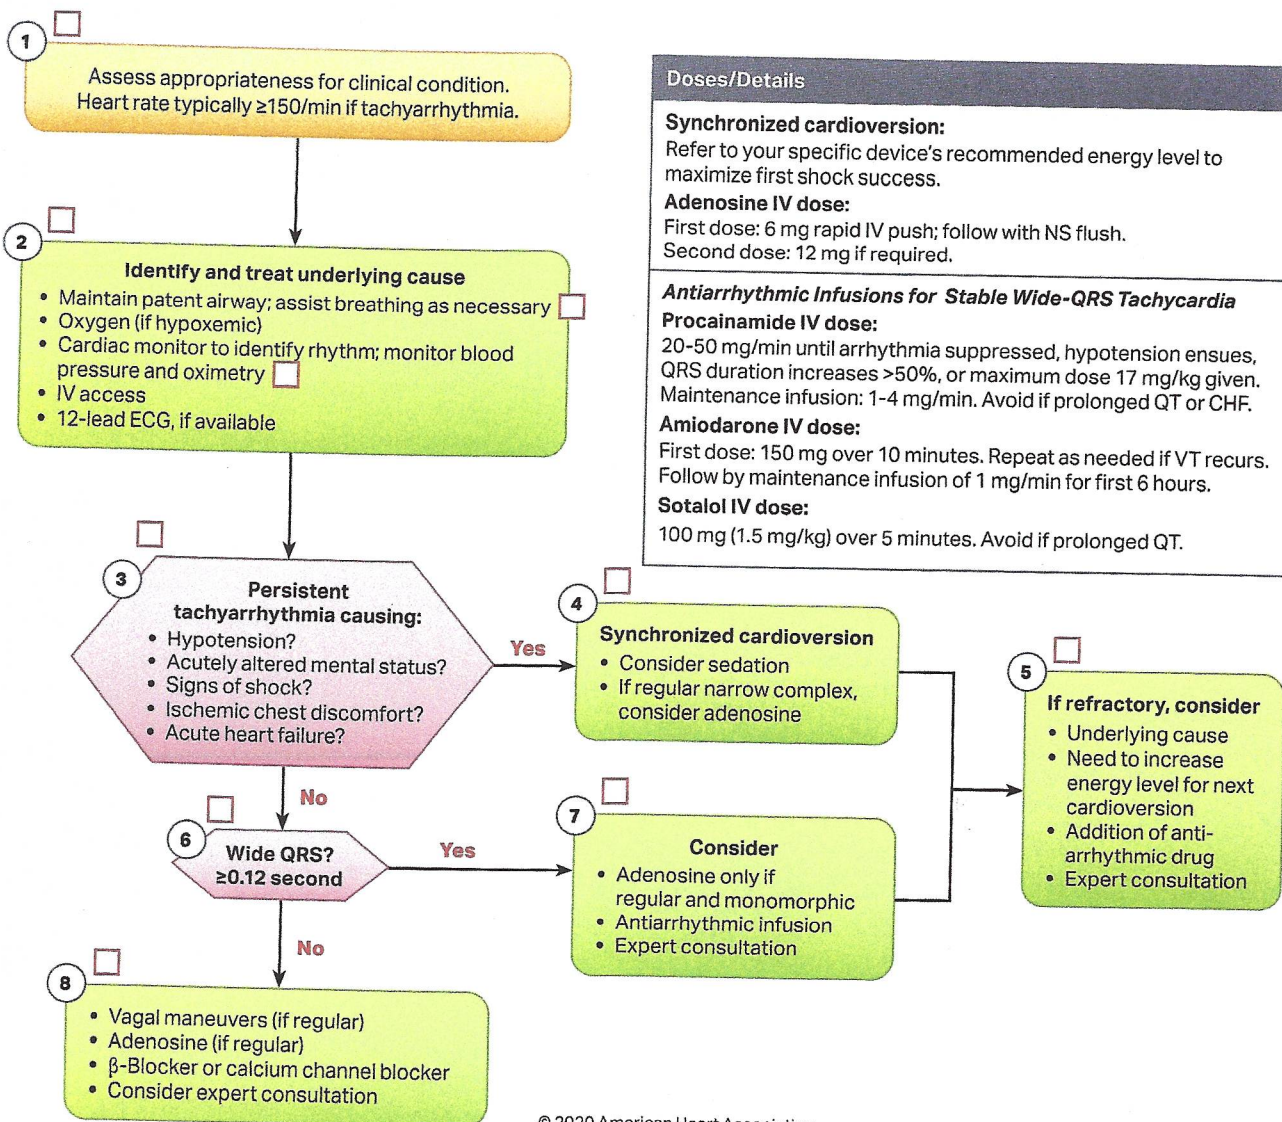 1
Assess appropriateness for clinical condition.
Heart rate typically ≥150/min if tachyarrhythmia.
2
Identify and treat underlying cause
• Maintain patent airway; assist breathing as necessary
• Oxygen (if hypoxemic)
• Cardiac monitor to identify rhythm; monitor blood
pressure and oximetry
• IV access
• 12-lead ECG, if available
Doses/Details
Synchronized cardioversion:
Refer to your specific device's recommended energy level to
maximize first shock success.
Adenosine IV dose:
First dose: 6 mg rapid IV push; follow with NS flush.
Second dose: 12 mg if required.
Antiarrhythmic Infusions for Stable Wide-QRS Tachycardia
Procainamide IV dose:
20-50 mg/min until arrhythmia suppressed, hypotension ensues,
QRS duration increases >50%, or maximum dose 17 mg/kg given.
Maintenance infusion: 1-4 mg/min. Avoid if prolonged QT or CHF.
Amiodarone IV dose:
First dose: 150 mg over 10 minutes. Repeat as needed if VT recurs.
Follow by maintenance infusion of 1 mg/min for first 6 hours.
Sotalol IV dose:
100 mg (1.5 mg/kg) over 5 minutes. Avoid if prolonged QT.
3
Persistent
tachyarrhythmia causing:
• Hypotension?
• Acutely altered mental status?
• Signs of shock?
• Ischemic chest discomfort?
• Acute heart failure?
Yes
4
Synchronized cardioversion
• Consider sedation
• If regular narrow complex,
consider adenosine
5
If refractory, consider
• Underlying cause
• Need to increase
energy level for next
cardioversion
• Addition of anti-
arrhythmic drug
• Expert consultation
No
6
Wide QRS?
≥0.12 second
Yes
7
Consider
• Adenosine only if
regular and monomorphic
• Antiarrhythmic infusion
• Expert consultation
No
8
• Vagal maneuvers (if regular)
• Adenosine (if regular)
• β-Blocker or calcium channel blocker
• Consider expert consultation
© 2020 American Heart Association